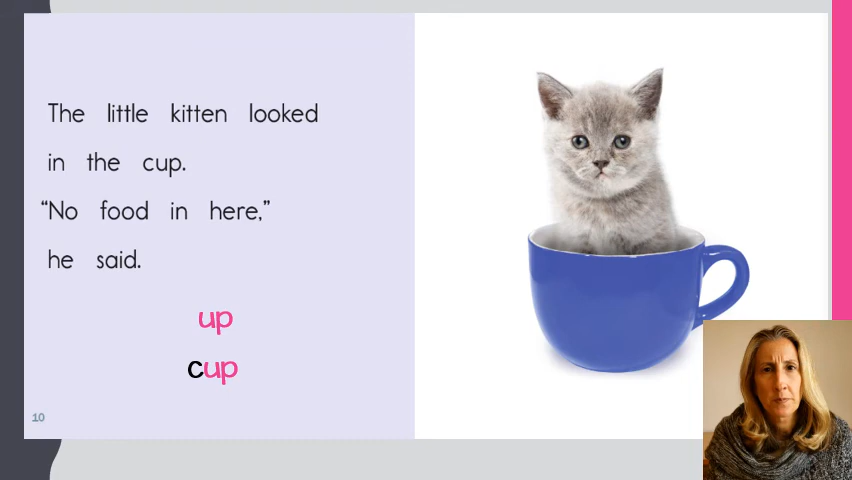 The little kitten looked
in the cup.
“No food in here,”
he said.
up
cup
10